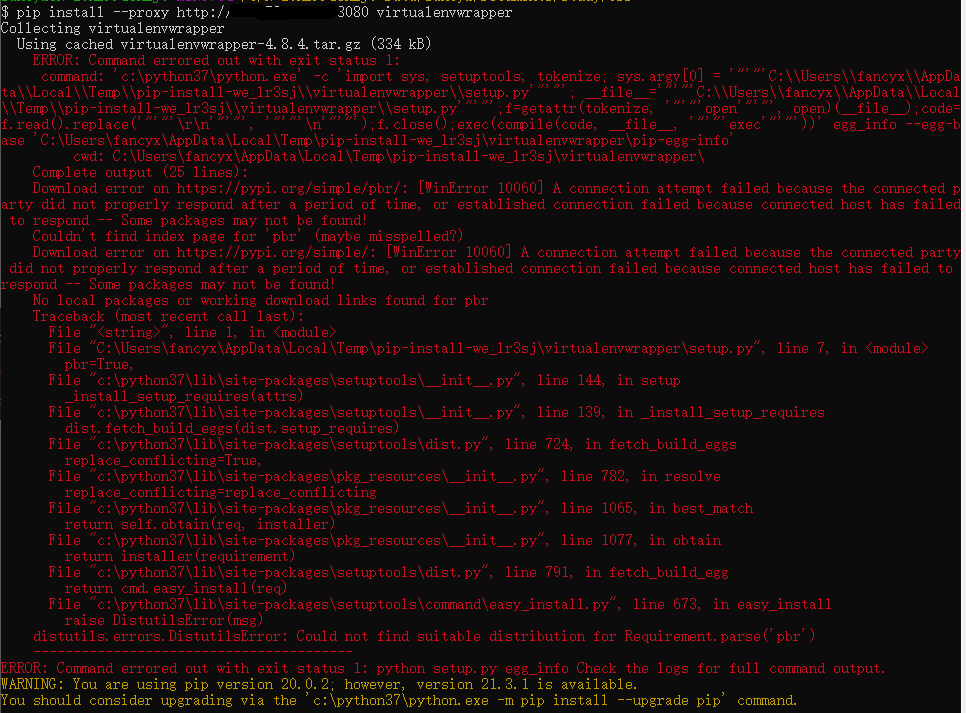 $ pip install --proxy http:// 3080 virtualenvwrapper
Collecting virtualenvwrapper
Using cached virtualenvwrapper-4.8.4.tar.gz (334 kB)
ERROR: Command errored out with exit status 1:
command: 'c:\python37\python.exe' -c 'import sys, setuptools, tokenize; sys.argv[0] = '"'"'C:\\Users\\fancyx\\AppDa
ta\\Local\\Temp\\pip-install-we_lr3sj\\virtualenvwrapper\\setup.py'"'"'; __file__='"'"'C:\\Users\\fancyx\\AppData\\Local
\\Temp\\pip-install-we_lr3sj\\virtualenvwrapper\\setup.py'"'"';f=getattr(tokenize, '"'"'open'"'"', open)(__file__);code=
f.read().replace('"'"'\r\n'"'"', '"'"'\n'"'"');f.close();exec(compile(code, __file__, '"'"'exec'"'"'))' egg_info --egg-b
ase 'C:\Users\fancyx\AppData\Local\Temp\pip-install-we_lr3sj\virtualenvwrapper\pip-egg-info'
cwd: C:\Users\fancyx\AppData\Local\Temp\pip-install-we_lr3sj\virtualenvwrapper\
Complete output (25 lines):
Download error on https://pypi.org/simple/pbr/: [WinError 10060] A connection attempt failed because the connected p
arty did not properly respond after a period of time, or established connection failed because connected host has failed
to respond -- Some packages may not be found!
Couldn't find index page for 'pbr' (maybe misspelled?)
Download error on https://pypi.org/simple/: [WinError 10060] A connection attempt failed because the connected party
did not properly respond after a period of time, or established connection failed because connected host has failed to
respond -- Some packages may not be found!
No local packages or working download links found for pbr
Traceback (most recent call last):
File "<string>", line 1, in <module>
File "C:\Users\fancyx\AppData\Local\Temp\pip-install-we_lr3sj\virtualenvwrapper\setup.py", line 7, in <module>
pbr=True,
File "c:\python37\lib\site-packages\setuptools\__init__.py", line 144, in setup
_install_setup_requires(attrs)
File "c:\python37\lib\site-packages\setuptools\__init__.py", line 139, in _install_setup_requires
dist.fetch_build_eggs(dist.setup_requires)
File "c:\python37\lib\site-packages\setuptools\dist.py", line 724, in fetch_build_eggs
replace_conflicting=True,
File "c:\python37\lib\site-packages\pkg_resources\__init__.py", line 782, in resolve
replace_conflicting=replace_conflicting
File "c:\python37\lib\site-packages\pkg_resources\__init__.py", line 1065, in best_match
return self.obtain(req, installer)
File "c:\python37\lib\site-packages\pkg_resources\__init__.py", line 1077, in obtain
return installer(requirement)
File "c:\python37\lib\site-packages\setuptools\dist.py", line 791, in fetch_build_egg
return cmd.easy_install(req)
File "c:\python37\lib\site-packages\setuptools\command\easy_install.py", line 673, in easy_install
raise DistutilsError(msg)
distutils.errors.DistutilsError: Could not find suitable distribution for Requirement.parse('pbr')
----------------------------------------
ERROR: Command errored out with exit status 1: python setup.py egg_info Check the logs for full command output.
WARNING: You are using pip version 20.0.2; however, version 21.3.1 is available.
You should consider upgrading via the 'c:\python37\python.exe -m pip install --upgrade pip' command.